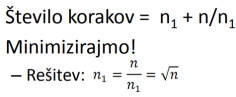 Število korakov = n₁ + n/n₁
Minimizirajmo!
– Rešitev: n₁ = n/n₁ = √n